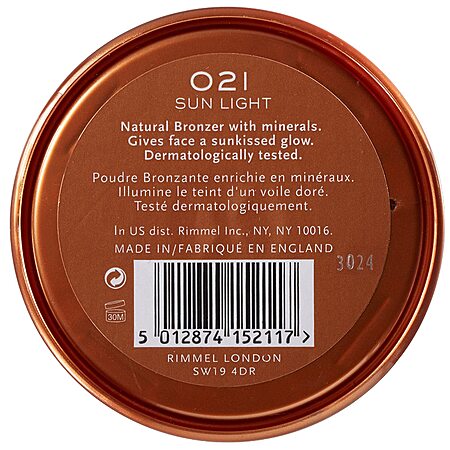 021
SUN LIGHT
Natural Bronzer with minerals.
Gives face a sunkissed glow.
Dermatologically tested.
Poudre Bronzante enrichie en minéraux.
Illumine le teint d'un voile doré.
Testé dermatologiquement.
In US dist. Rimmel Inc., NY, NY 10016.
MADE IN/FABRIQUÉ EN ENGLAND
3024
30M
5 012874 152117 >
RIMMEL LONDON
SW19 4DR